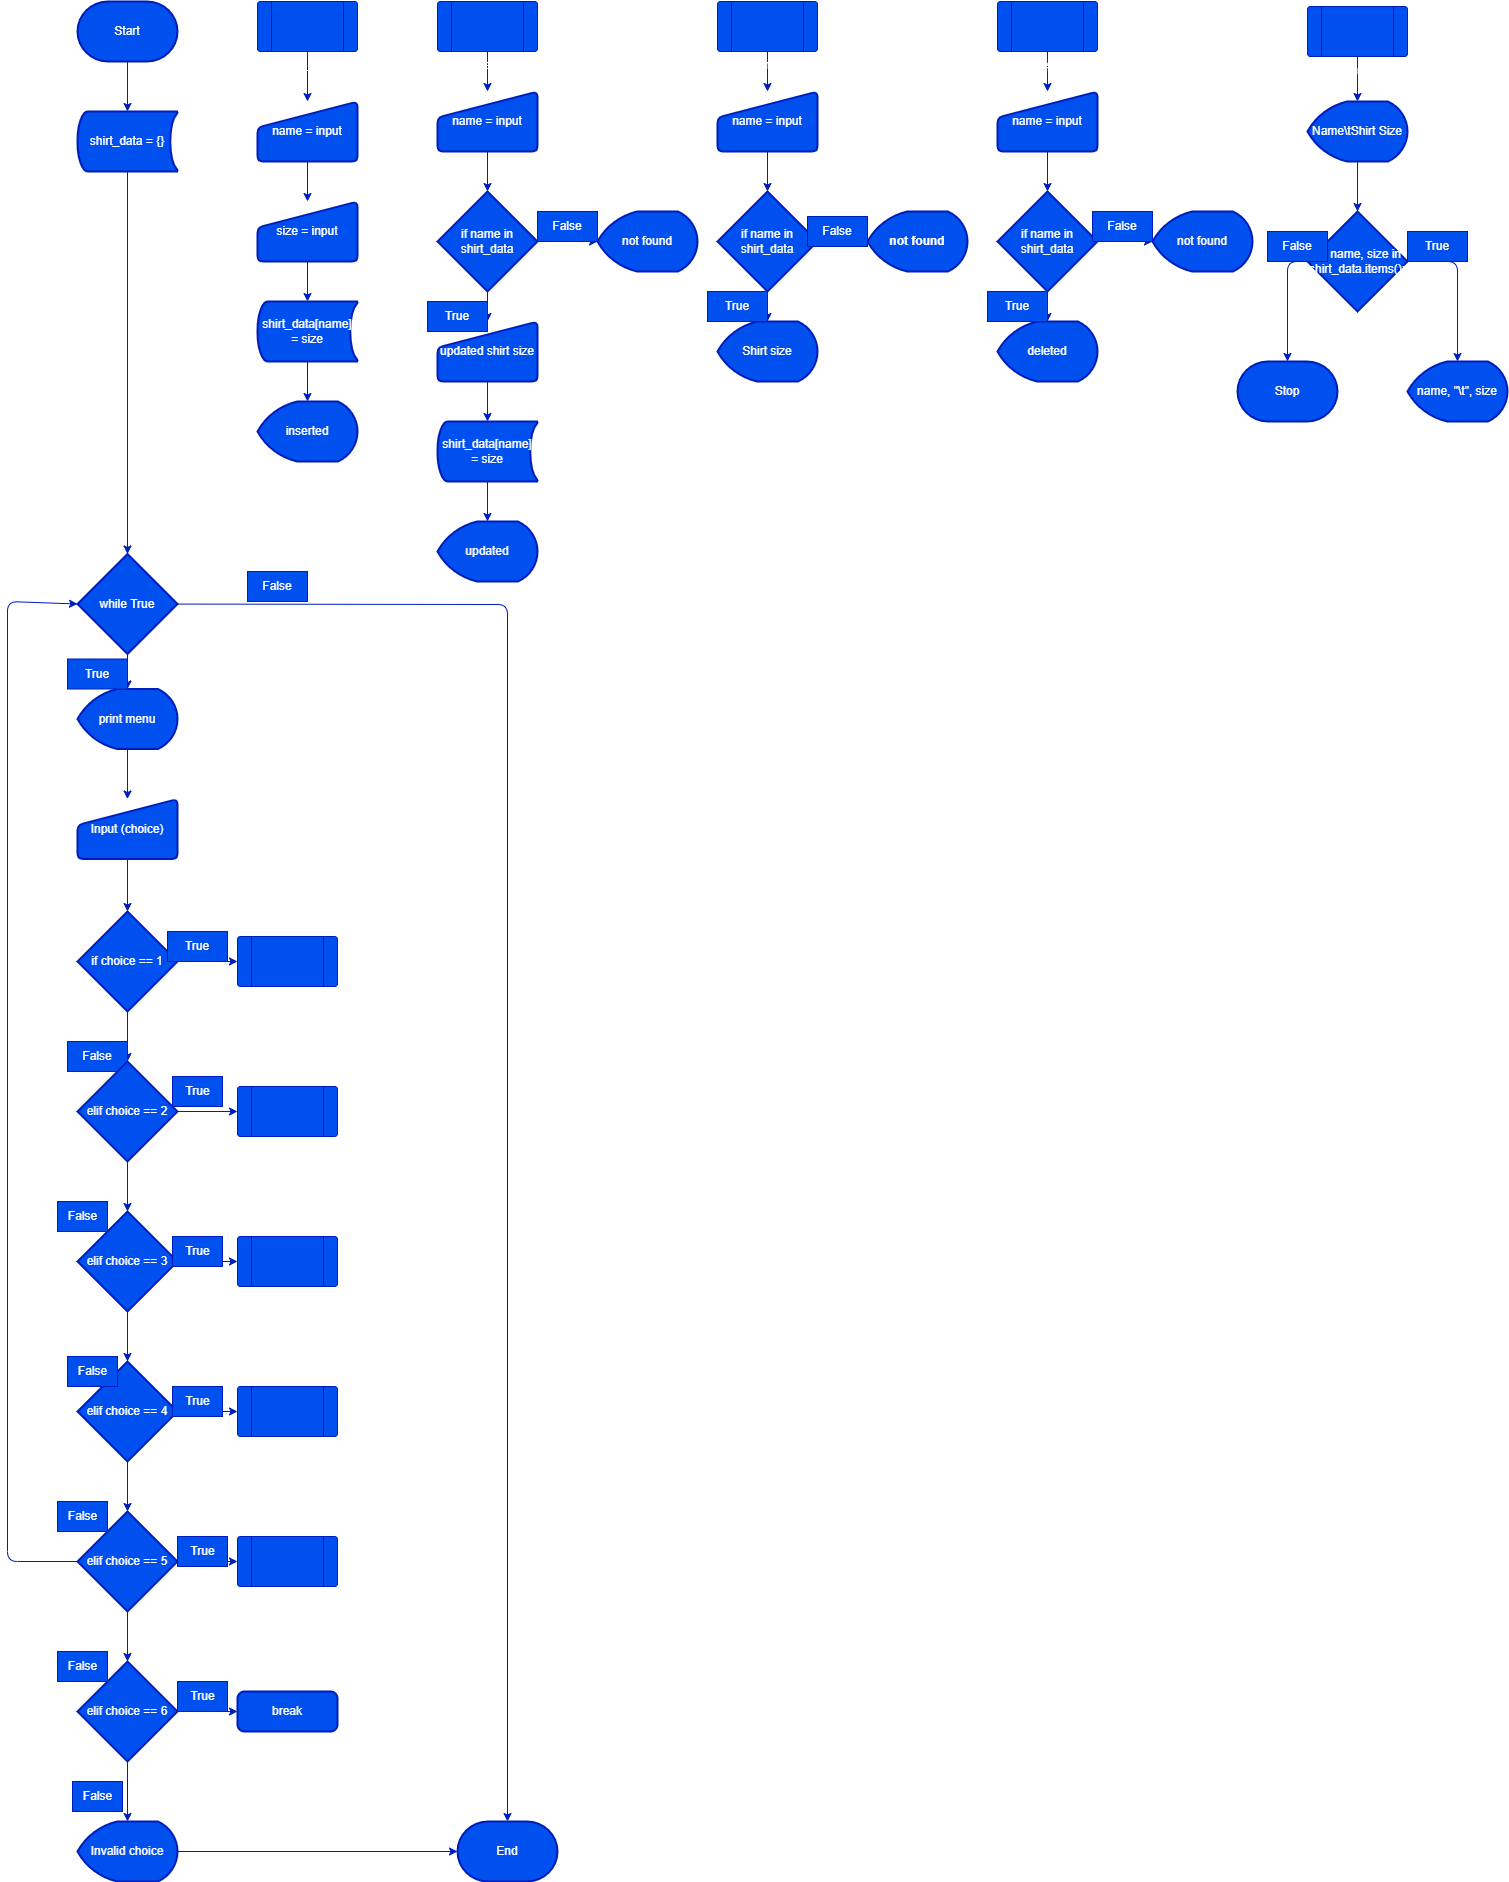 Start
shirt_data = {}
name = input
size = input
shirt_data[name]
= size
inserted
name = input
if name in
shirt_data
False
not found
True
updated shirt size
shirt_data[name]
= size
updated
name = input
if name in
shirt_data
False
not found
True
Shirt size
name = input
if name in
shirt_data
False
not found
True
deleted
Name\tShirt Size
name, size in
shirt_data.items()
False
True
Stop
name, "\t", size
while True
False
True
print menu
Input (choice)
if choice == 1
True
False
elif choice == 2
True
False
elif choice == 3
True
False
elif choice == 4
True
False
elif choice == 5
True
False
elif choice == 6
True
break
False
Invalid choice
End